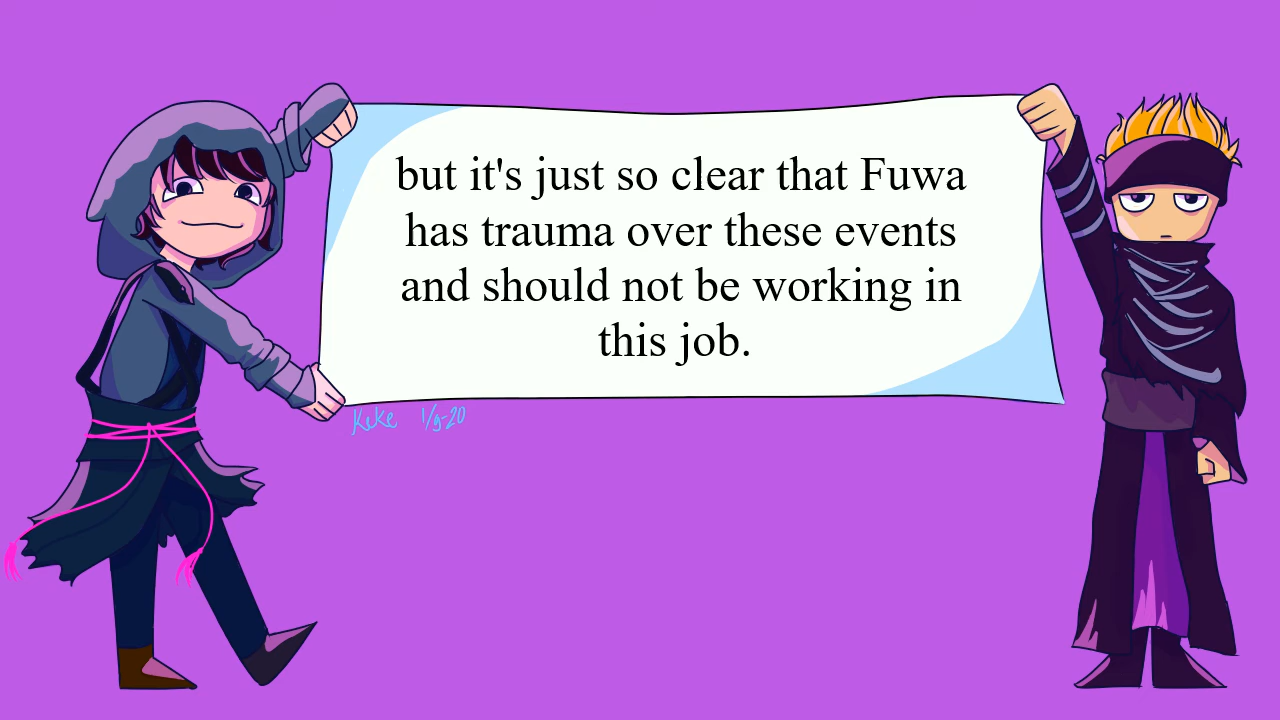 but it's just so clear that Fuwa
has trauma over these events
and should not be working in
this job.
KeKe 1/9-20